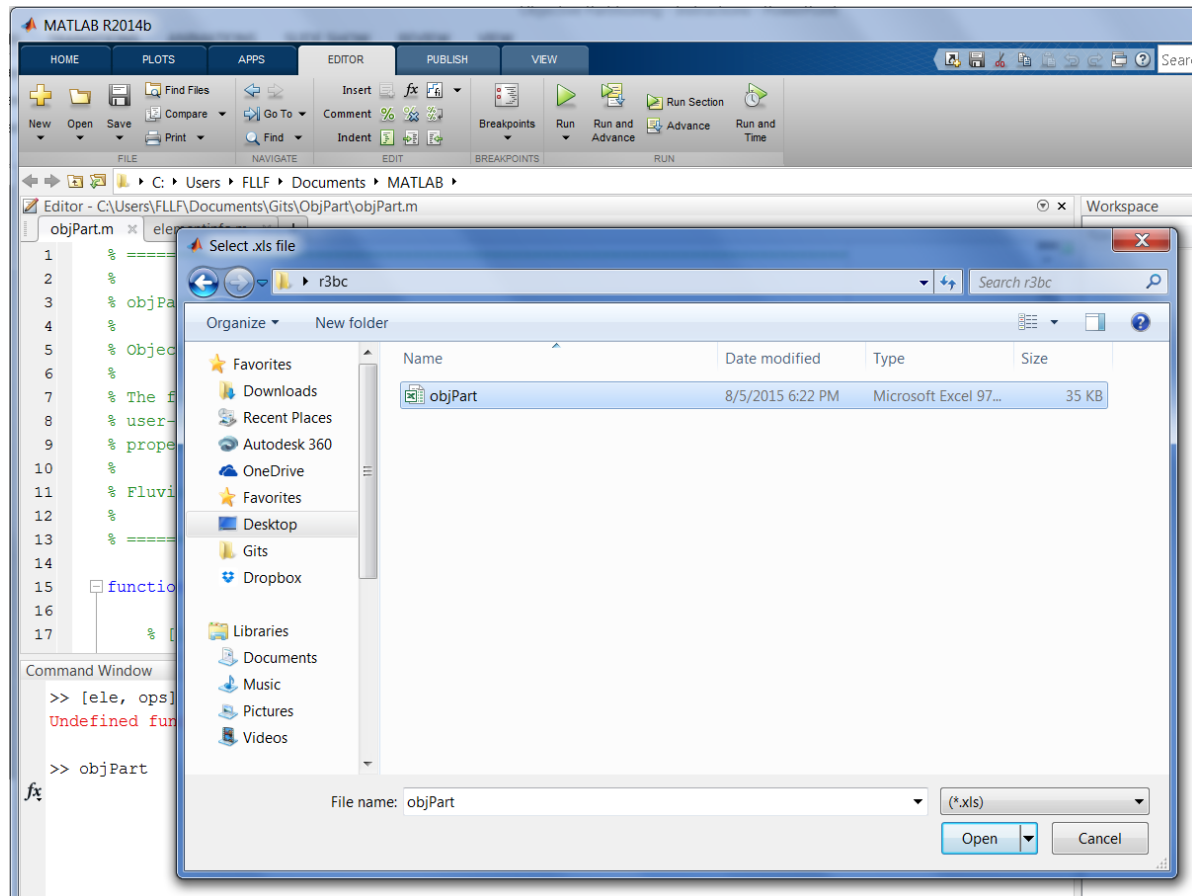 MATLAB R2014b
HOME PLOTS APPS EDITOR PUBLISH VIEW
Sear
New Open Save Find Files Compare Print
FILE
Go To Find
NAVIGATE
Insert fx
Comment %
Indent
EDIT
Breakpoints
BREAKPOINTS
Run Run and Advance Run Section Advance Run and Time
RUN
C: Users FLLF Documents MATLAB
Editor - C:\Users\FLLF\Documents\Gits\ObjPart\objPart.m
Workspace
objPart.m
1 % =====
2 %
3 % objPa
4 %
5 % Objec
6 %
7 % The f
8 % user-
9 % prope
10 %
11 % Fluvi
12 %
13 % =====
14
15 functio
16
17 % [
Command Window
>> [ele, ops]
Undefined fun
>> objPart
fx
Select .xls file
r3bc
Search r3bc
Organize New folder
Favorites
Downloads
Recent Places
Autodesk 360
OneDrive
Favorites
Desktop
Gits
Dropbox
Libraries
Documents
Music
Pictures
Videos
Name Date modified Type Size
objPart 8/5/2015 6:22 PM Microsoft Excel 97... 35 KB
File name: objPart (*.xls)
Open Cancel